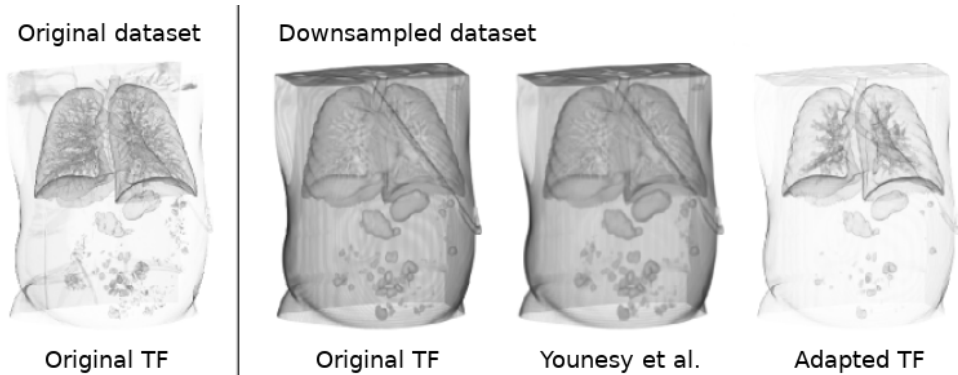 Original dataset
Downsampled dataset
Original TF
Original TF
Younesy et al.
Adapted TF